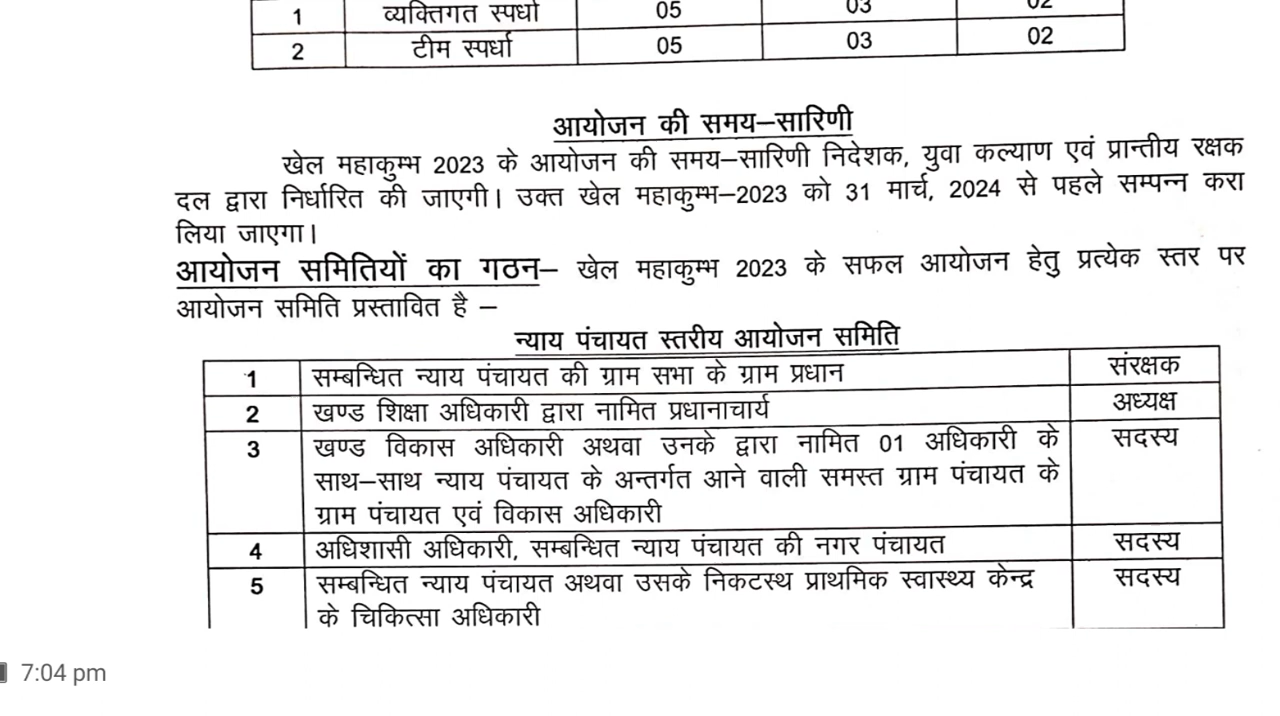 1 व्यक्तिगत स्पर्धा 05 03 02
2 टीम स्पर्धा 05 03 02
आयोजन की समय–सारिणी
खेल महाकुम्भ 2023 के आयोजन की समय–सारिणी निदेशक, युवा कल्याण एवं प्रान्तीय रक्षक
दल द्वारा निर्धारित की जाएगी। उक्त खेल महाकुम्भ–2023 को 31 मार्च, 2024 से पहले सम्पन्न करा
लिया जाएगा।
आयोजन समितियों का गठन– खेल महाकुम्भ 2023 के सफल आयोजन हेतु प्रत्येक स्तर पर
आयोजन समिति प्रस्तावित है –
न्याय पंचायत स्तरीय आयोजन समिति
1 सम्बन्धित न्याय पंचायत की ग्राम सभा के ग्राम प्रधान संरक्षक
2 खण्ड शिक्षा अधिकारी द्वारा नामित प्रधानाचार्य अध्यक्ष
3 खण्ड विकास अधिकारी अथवा उनके द्वारा नामित 01 अधिकारी के सदस्य
साथ–साथ न्याय पंचायत के अन्तर्गत आने वाली समस्त ग्राम पंचायत के
ग्राम पंचायत एवं विकास अधिकारी
4 अधिशासी अधिकारी, सम्बन्धित न्याय पंचायत की नगर पंचायत सदस्य
5 सम्बन्धित न्याय पंचायत अथवा उसके निकटस्थ प्राथमिक स्वास्थ्य केन्द्र सदस्य
के चिकित्सा अधिकारी
7:04 pm